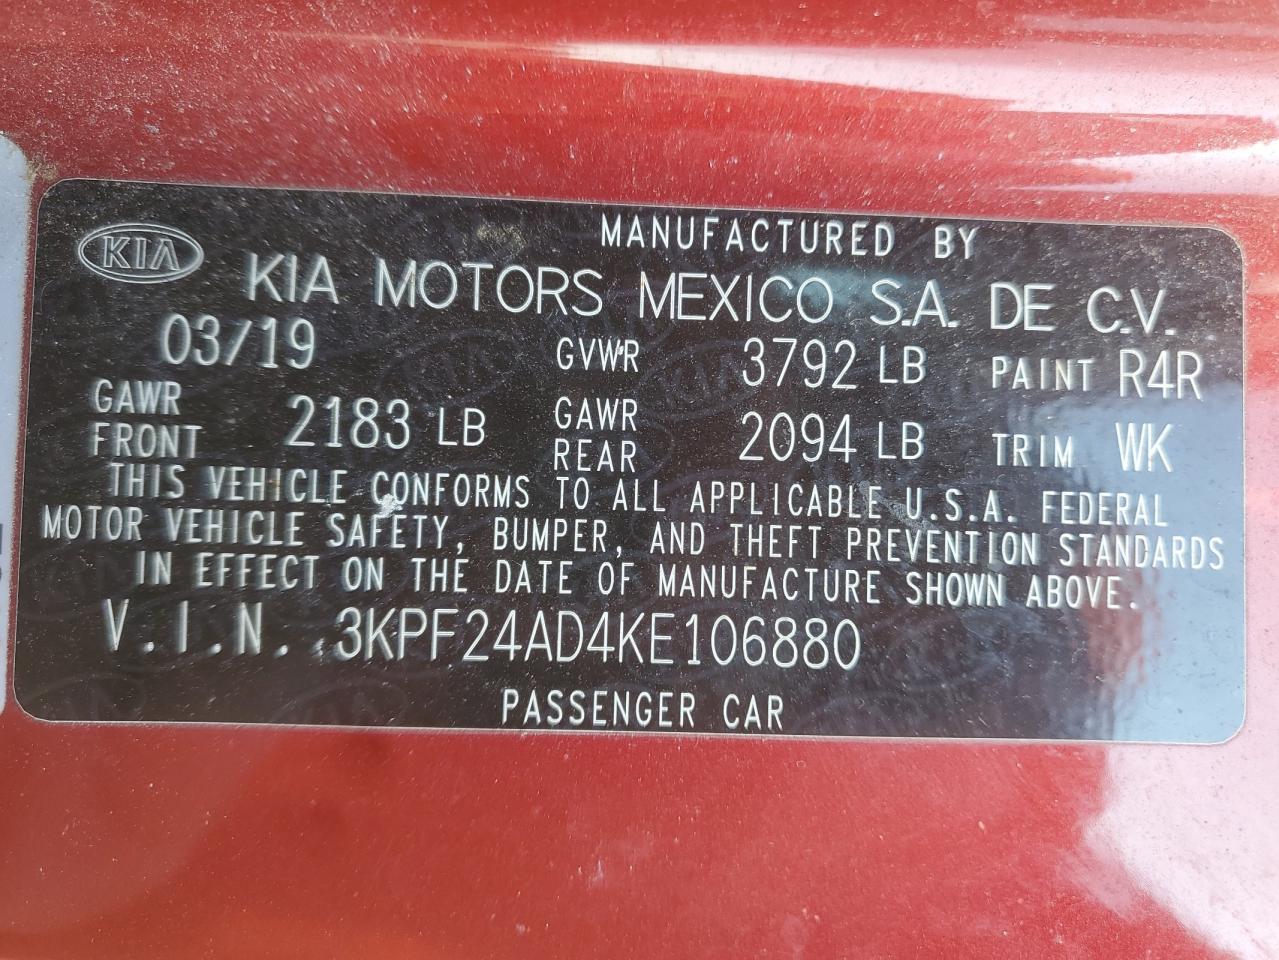 KIA
MANUFACTURED BY
KIA MOTORS MEXICO S.A. DE C.V.
03/19 GVWR 3792 LB PAINT R4R
GAWR FRONT 2183 LB GAWR REAR 2094 LB TRIM WK
THIS VEHICLE CONFORMS TO ALL APPLICABLE U.S.A. FEDERAL
MOTOR VEHICLE SAFETY, BUMPER, AND THEFT PREVENTION STANDARDS
IN EFFECT ON THE DATE OF MANUFACTURE SHOWN ABOVE.
V.I.N. 3KPF24AD4KE106880
PASSENGER CAR